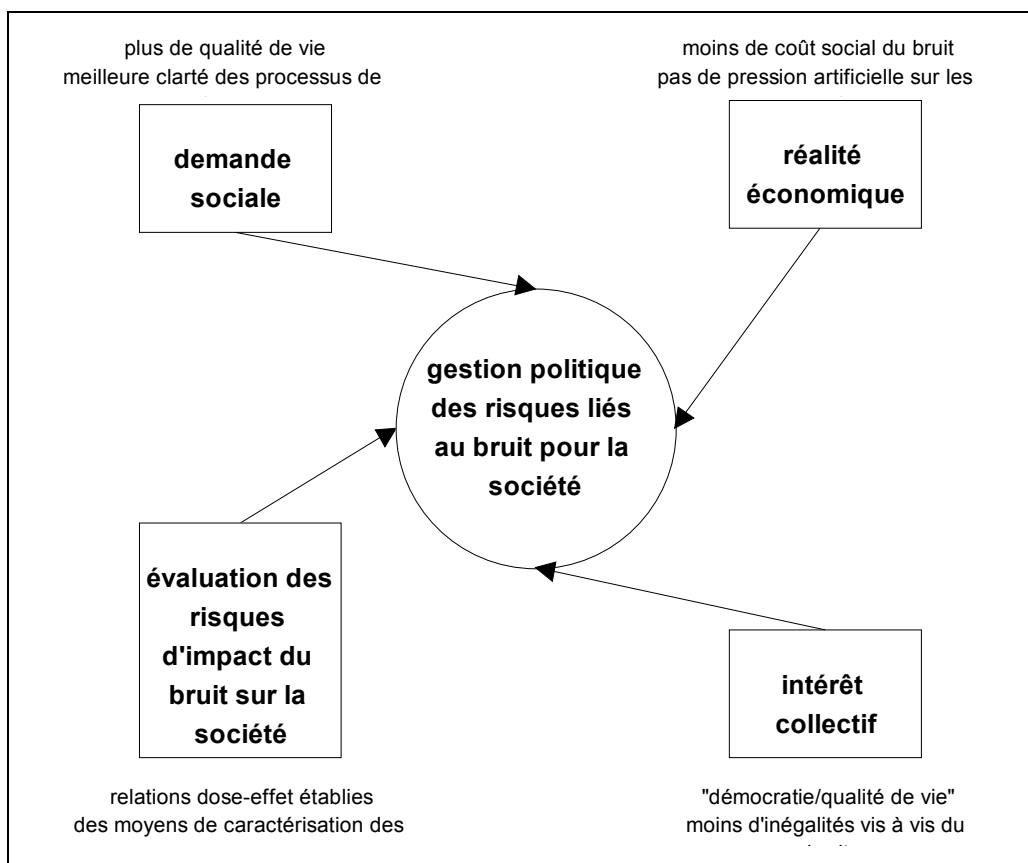 plus de qualité de vie
meilleure clarté des processus de
demande
sociale
moins de coût social du bruit
pas de pression artificielle sur les
réalité
économique
gestion politique
des risques liés
au bruit pour la
société
évaluation des
risques
d'impact du
bruit sur la
société
relations dose-effet établies
des moyens de caractérisation des
intérêt
collectif
"démocratie/qualité de vie"
moins d'inégalités vis à vis du